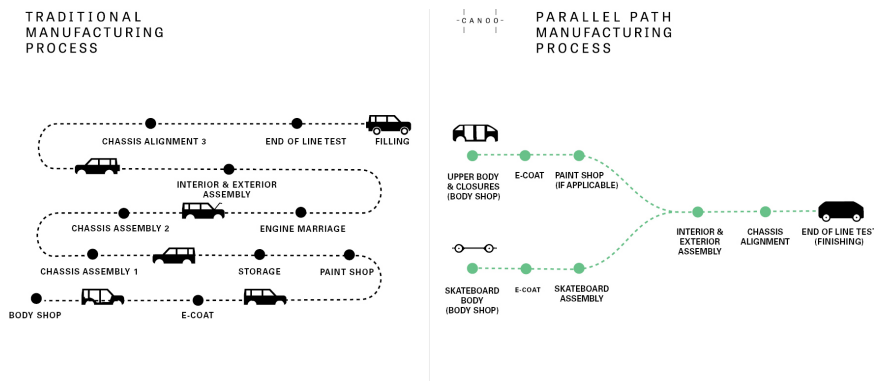 TRADITIONAL
MANUFACTURING
PROCESS
CHASSIS ALIGNMENT 3
END OF LINE TEST
FILLING
INTERIOR & EXTERIOR
ASSEMBLY
CHASSIS ASSEMBLY 2
ENGINE MARRIAGE
CHASSIS ASSEMBLY 1
STORAGE
PAINT SHOP
BODY SHOP
E-COAT
CANOO
PARALLEL PATH
MANUFACTURING
PROCESS
UPPER BODY
& CLOSURES
(BODY SHOP)
E-COAT
PAINT SHOP
(IF APPLICABLE)
INTERIOR &
EXTERIOR
ASSEMBLY
CHASSIS
ALIGNMENT
END OF LINE TEST
(FINISHING)
SKATEBOARD
BODY
(BODY SHOP)
E-COAT
SKATEBOARD
ASSEMBLY